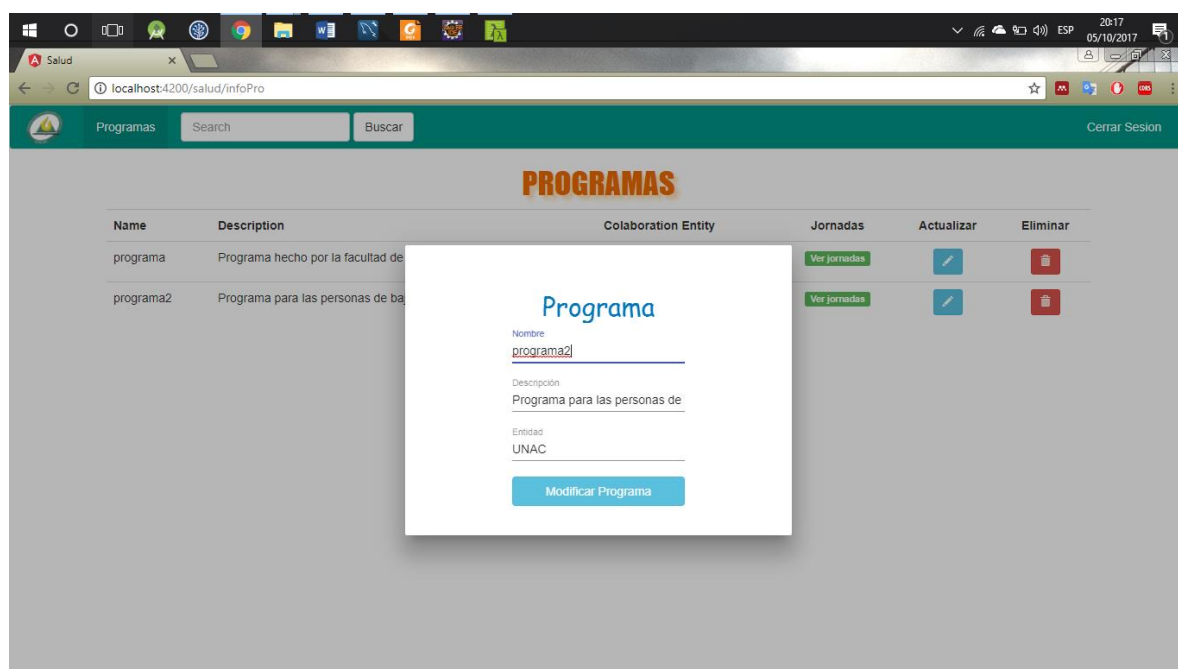 ESP
20:17
05/10/2017
Salud
localhost:4200/salud/infoPro
Programas
Search
Buscar
Cerrar Sesion
PROGRAMAS
Name Description Colaboration Entity Jornadas Actualizar Eliminar
programa Programa hecho por la facultad de Ver jornadas
programa2 Programa para las personas de Ver jornadas
Programa
Nombre
programa2
Descripción
Programa para las personas de
Entidad
UNAC
Modificar Programa